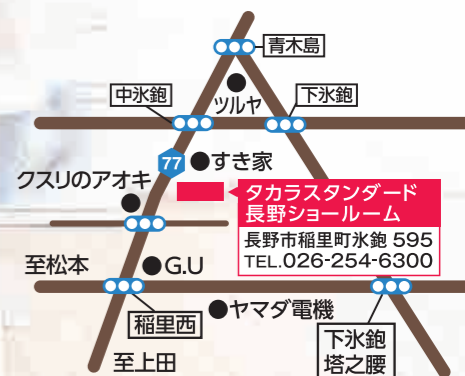 青木島
中氷鉋
ツルヤ
下氷鉋
77
すき家
クスリのアオキ
タカラスタンダード
長野ショールーム
長野市稲里町氷鉋 595
TEL.026-254-6300
至松本
G.U
稲里西
ヤマダ電機
下氷鉋
塔之腰
至上田